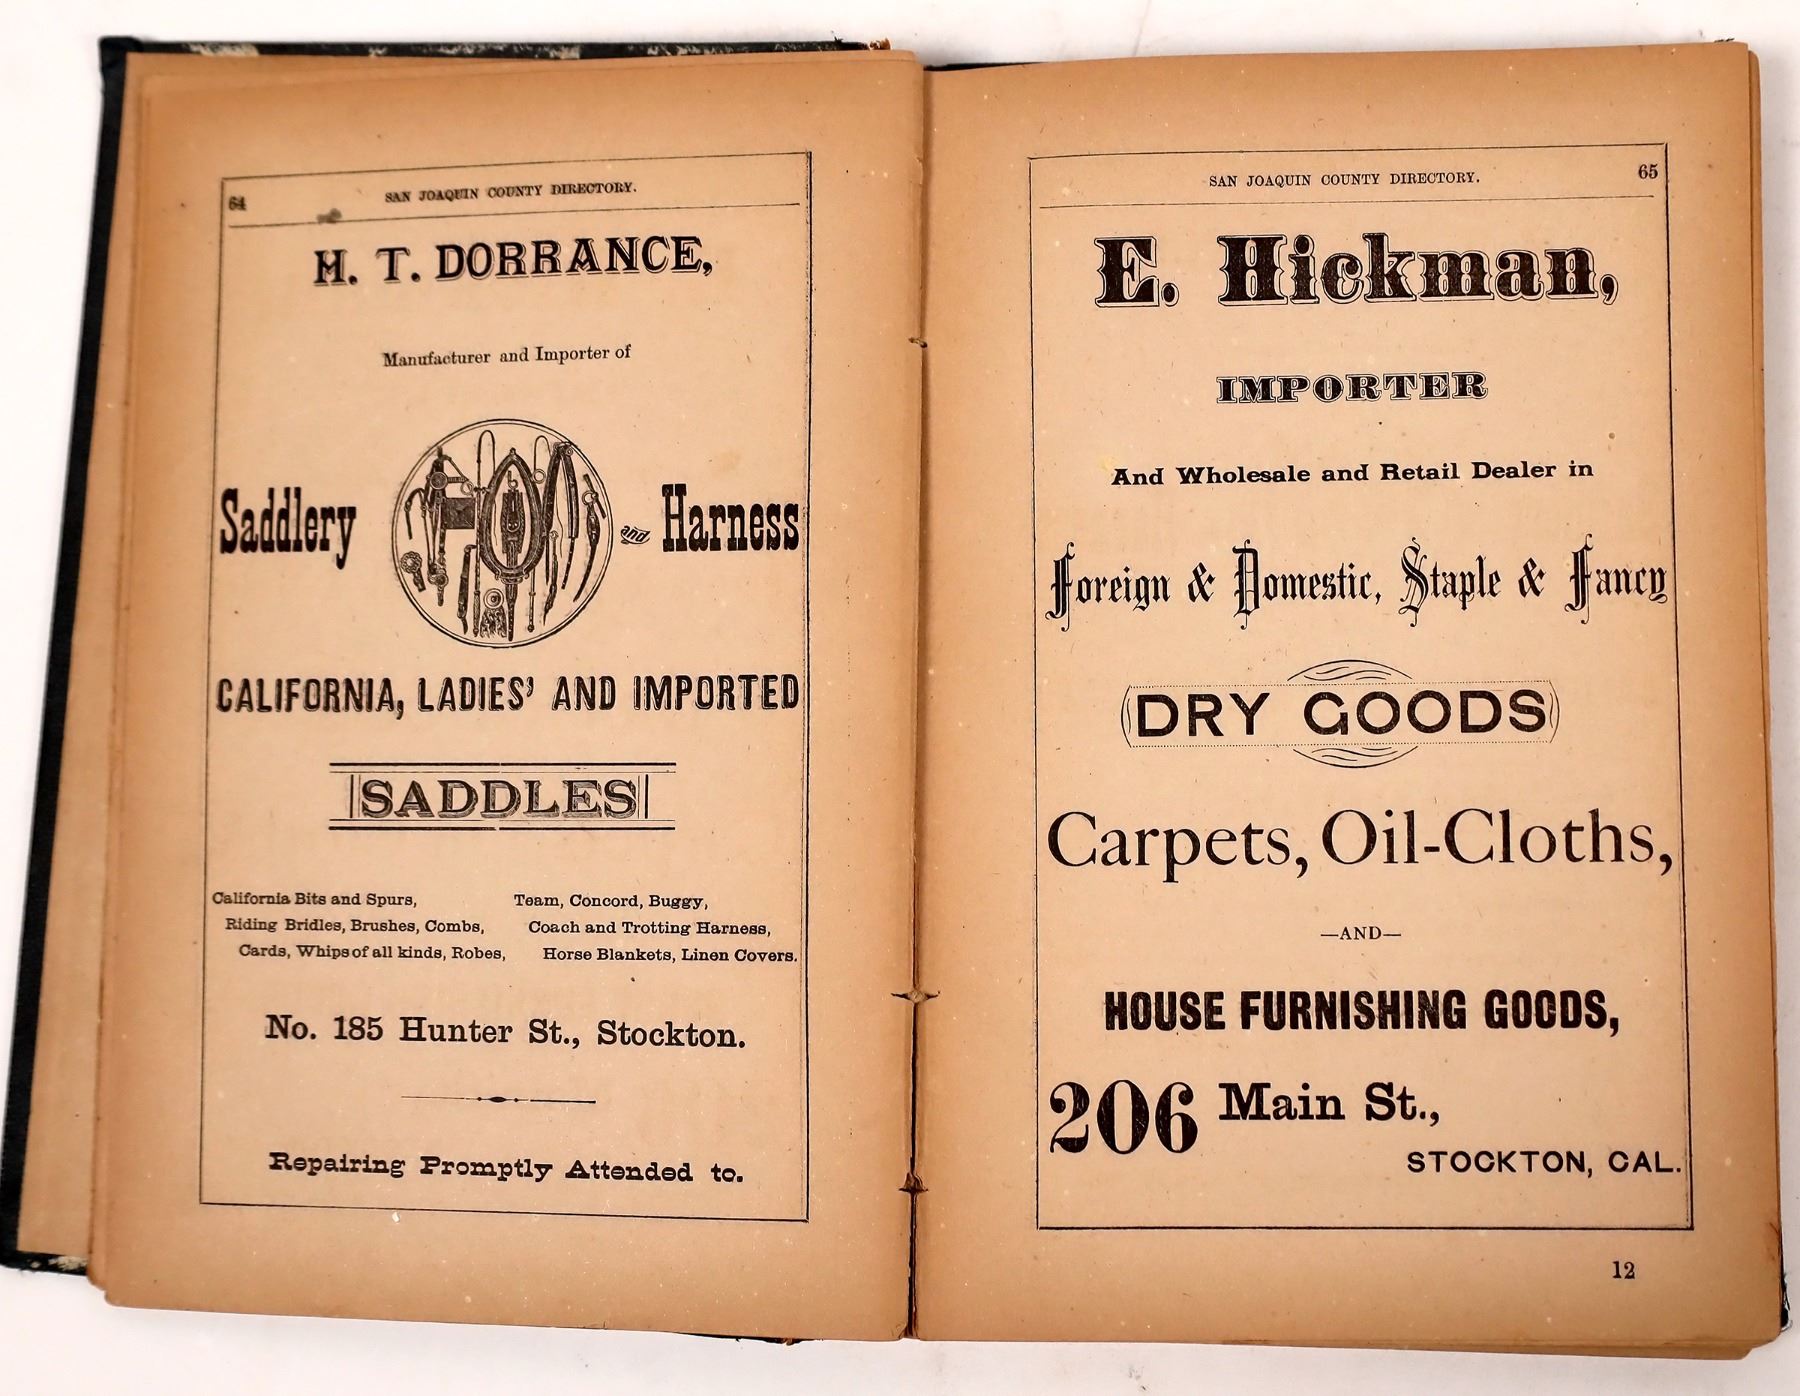 64
SAN JOAQUIN COUNTY DIRECTORY.
H. T. DORRANCE,
Manufacturer and Importer of
Saddlery and Harness
CALIFORNIA, LADIES' AND IMPORTED
SADDLES
California Bits and Spurs,
Riding Bridles, Brushes, Combs,
Cards, Whips of all kinds, Robes,
Team, Concord, Buggy,
Coach and Trotting Harness,
Horse Blankets, Linen Covers.
No. 185 Hunter St., Stockton.
Repairing Promptly Attended to.
SAN JOAQUIN COUNTY DIRECTORY.
65
E. Hickman,
IMPORTER
And Wholesale and Retail Dealer in
Foreign & Domestic, Staple & Fancy
DRY GOODS
Carpets, Oil-Cloths,
—AND—
HOUSE FURNISHING GOODS,
206 Main St.,
STOCKTON, CAL.
12